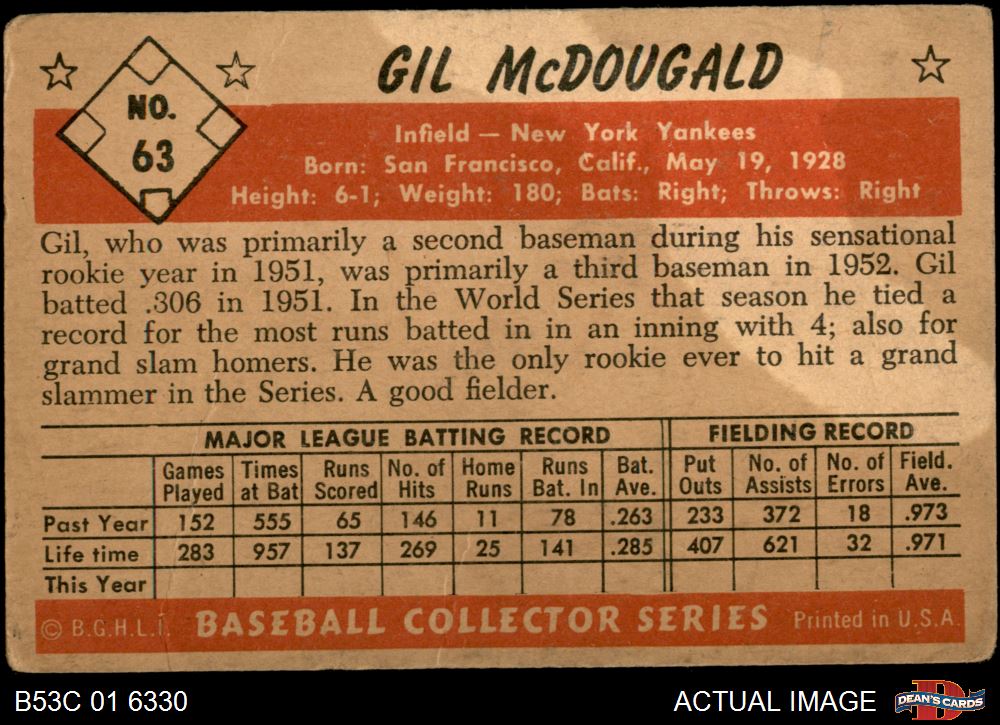 NO.
63
GIL McDOUGALD
Infield — New York Yankees
Born: San Francisco, Calif., May 19, 1928
Height: 6-1; Weight: 180; Bats: Right; Throws: Right
Gil, who was primarily a second baseman during his sensational
rookie year in 1951, was primarily a third baseman in 1952. Gil
batted .306 in 1951. In the World Series that season he tied a
record for the most runs batted in in an inning with 4; also for
grand slam homers. He was the only rookie ever to hit a grand
slammer in the Series. A good fielder.
MAJOR LEAGUE BATTING RECORD FIELDING RECORD
Games Times Runs No. of Home Runs Bat. Put No. of No. of Field.
Played at Bat Scored Hits Runs Bat. In Ave. Outs Assists Errors Ave.
Past Year 152 555 65 146 11 78 .263 233 372 18 .973
Life time 283 957 137 269 25 141 .285 407 621 32 .971
This Year
© B.G.H.L.I. BASEBALL COLLECTOR SERIES Printed in U.S.A.
B53C 01 6330 ACTUAL IMAGE DEAN'S CARDS